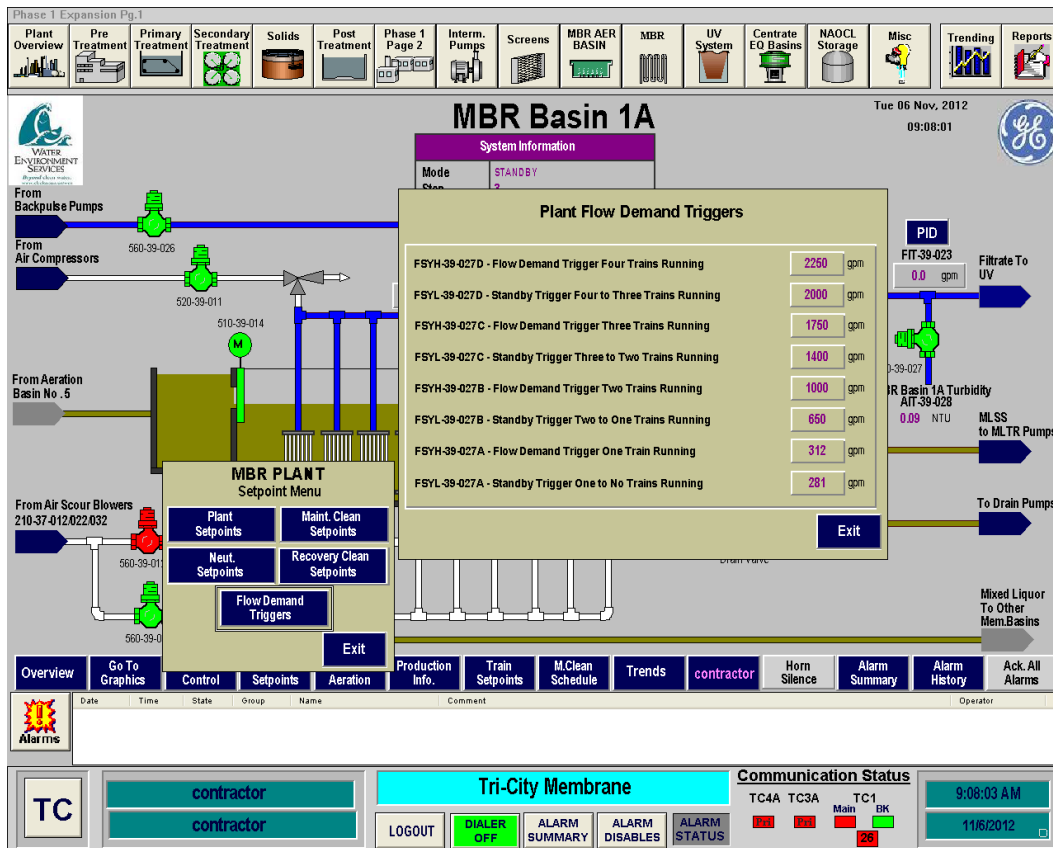 Phase 1 Expansion Pg.1
Plant Overview
Pre Treatment
Primary Treatment
Secondary Treatment
Solids
Post Treatment
Phase 1 Page 2
Interm. Pumps
Screens
MBR AER BASIN
MBR
UV System
Centrate EQ Basins
NAOCL Storage
Misc
Trending
Reports
WATER
ENVIRONMENT
SERVICES
MBR Basin 1A
Tue 06 Nov, 2012
09:08:01
System Information
Mode STANDBY
Step 3
From
Backpulse Pumps
560-39-026
From
Air Compressors
520-39-011
510-39-014
M
From Aeration
Basin No .5
From Air Scour Blowers
210-37-012/022/032
PID
FIT-39-023
0.0 gpm
Filtrate To
UV
Basin 1A Turbidity
AIT-39-028
0.09 NTU
MLSS
to MLTR Pumps
To Drain Pumps
Drain Valve
Mixed Liquor
To Other
Mem.Basins
Plant Flow Demand Triggers
FSYH-39-027D - Flow Demand Trigger Four Trains Running 2250 gpm
FSYL-39-027D - Standby Trigger Four to Three Trains Running 2000 gpm
FSYH-39-027C - Flow Demand Trigger Three Trains Running 1750 gpm
FSYL-39-027C - Standby Trigger Three to Two Trains Running 1400 gpm
FSYH-39-027B - Flow Demand Trigger Two Trains Running 1000 gpm
FSYL-39-027B - Standby Trigger Two to One Trains Running 650 gpm
FSYH-39-027A - Flow Demand Trigger One Train Running 312 gpm
FSYL-39-027A - Standby Trigger One to No Trains Running 281 gpm
Exit
MBR PLANT
Setpoint Menu
Plant Setpoints
Maint. Clean Setpoints
Neut. Setpoints
Recovery Clean Setpoints
Flow Demand Triggers
Exit
Overview
Go To Graphics
Control
Setpoints
Aeration
Production Info.
Train Setpoints
M.Clean Schedule
Trends
contractor
Horn Silence
Alarm Summary
Alarm History
Ack. All Alarms
Alarms
Date Time State Group Name Comment Operator
TC
contractor
contractor
Tri-City Membrane
LOGOUT
DIALER OFF
ALARM SUMMARY
ALARM DISABLES
ALARM STATUS
Communication Status
TC4A TC3A TC1
Main BK
Pri Pri
26
9:08:03 AM
11/6/2012